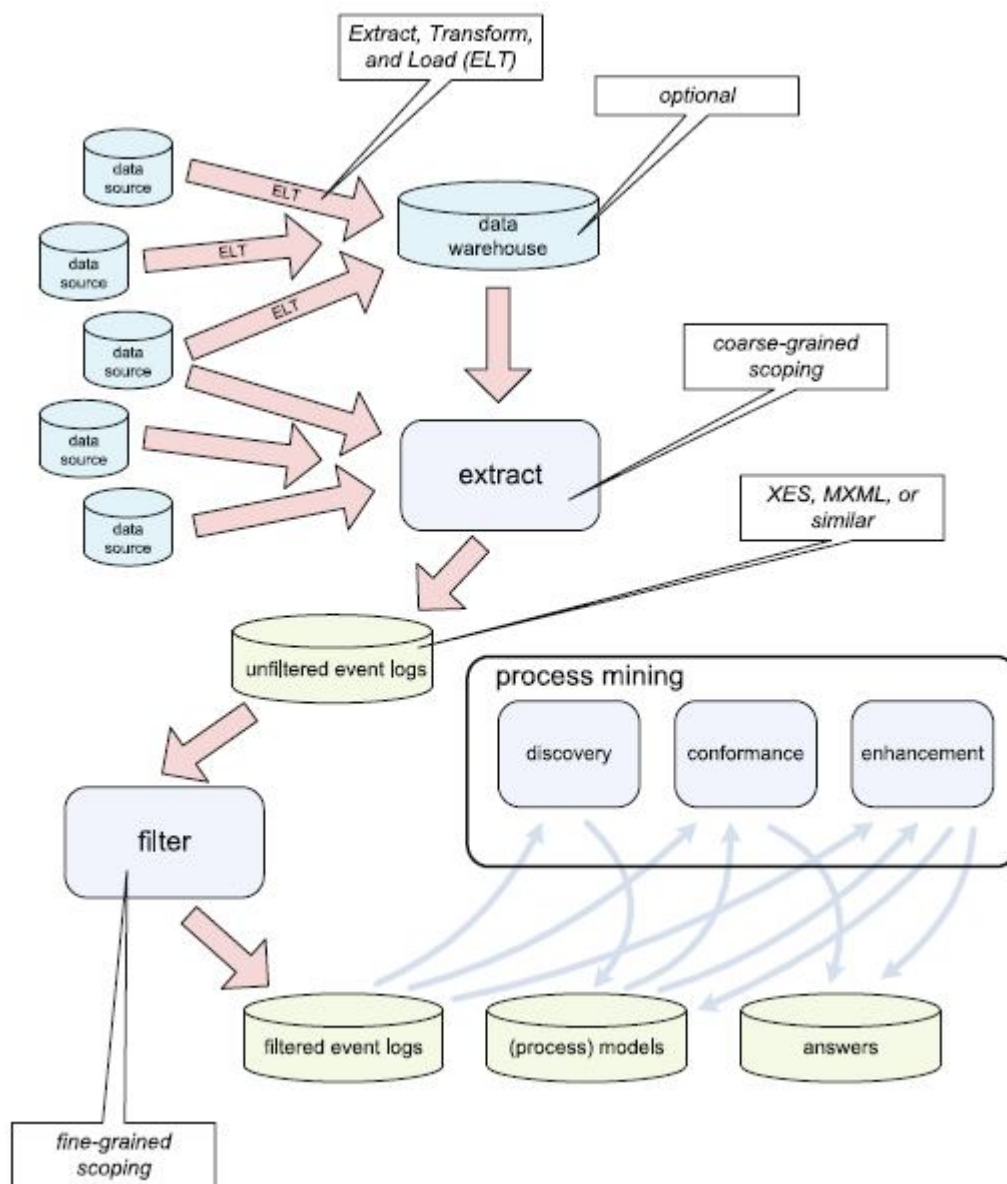 Extract, Transform,
and Load (ELT)
optional
data
source
ELT
data
warehouse
data
source
ELT
data
source
ELT
coarse-grained
scoping
data
source
extract
XES, MXML, or
similar
data
source
unfiltered event logs
process mining
discovery
conformance
enhancement
filter
filtered event logs
(process) models
answers
fine-grained
scoping